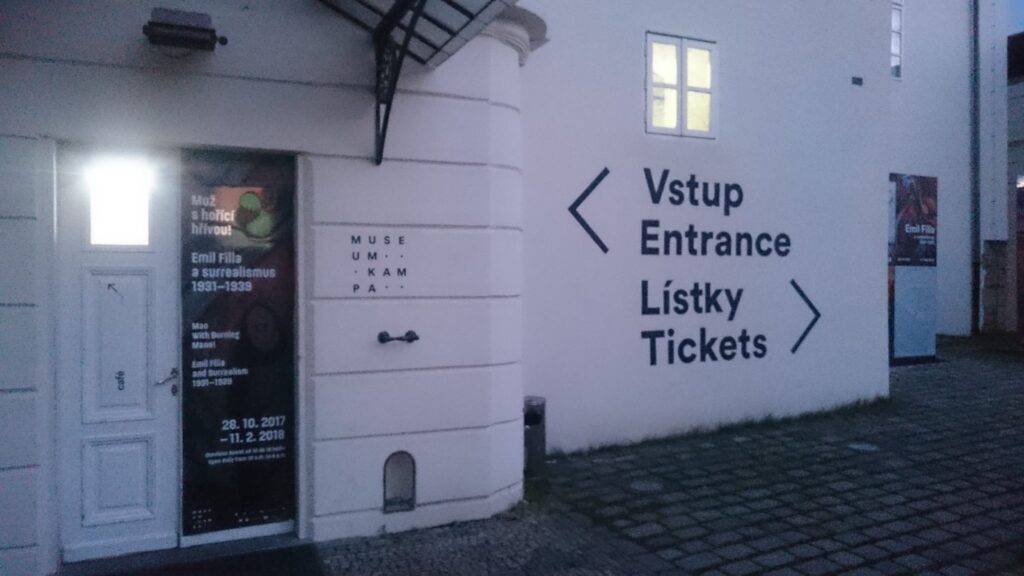 Muž
s hořící
hřívou!
Emil Filla
a surrealismus
1931–1939
Man
With Burning
Mane!
Emil Filla
and Surrealism
1931–1939
28. 10. 2017
– 11. 2. 2018
café
MUSE
UM··
·KAM
PA··
Vstup
Entrance
Lístky
Tickets
Emil Filla